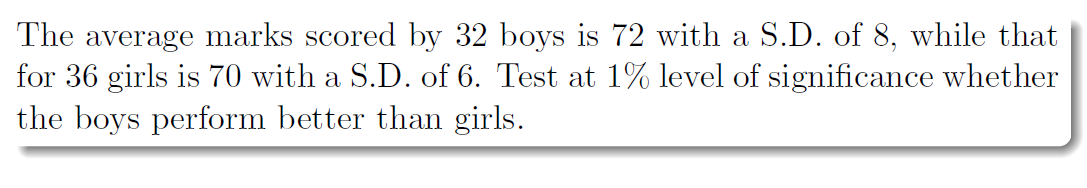 The average marks scored by 32 boys is 72 with a S.D. of 8, while that
for 36 girls is 70 with a S.D. of 6. Test at 1% level of significance whether
the boys perform better than girls.